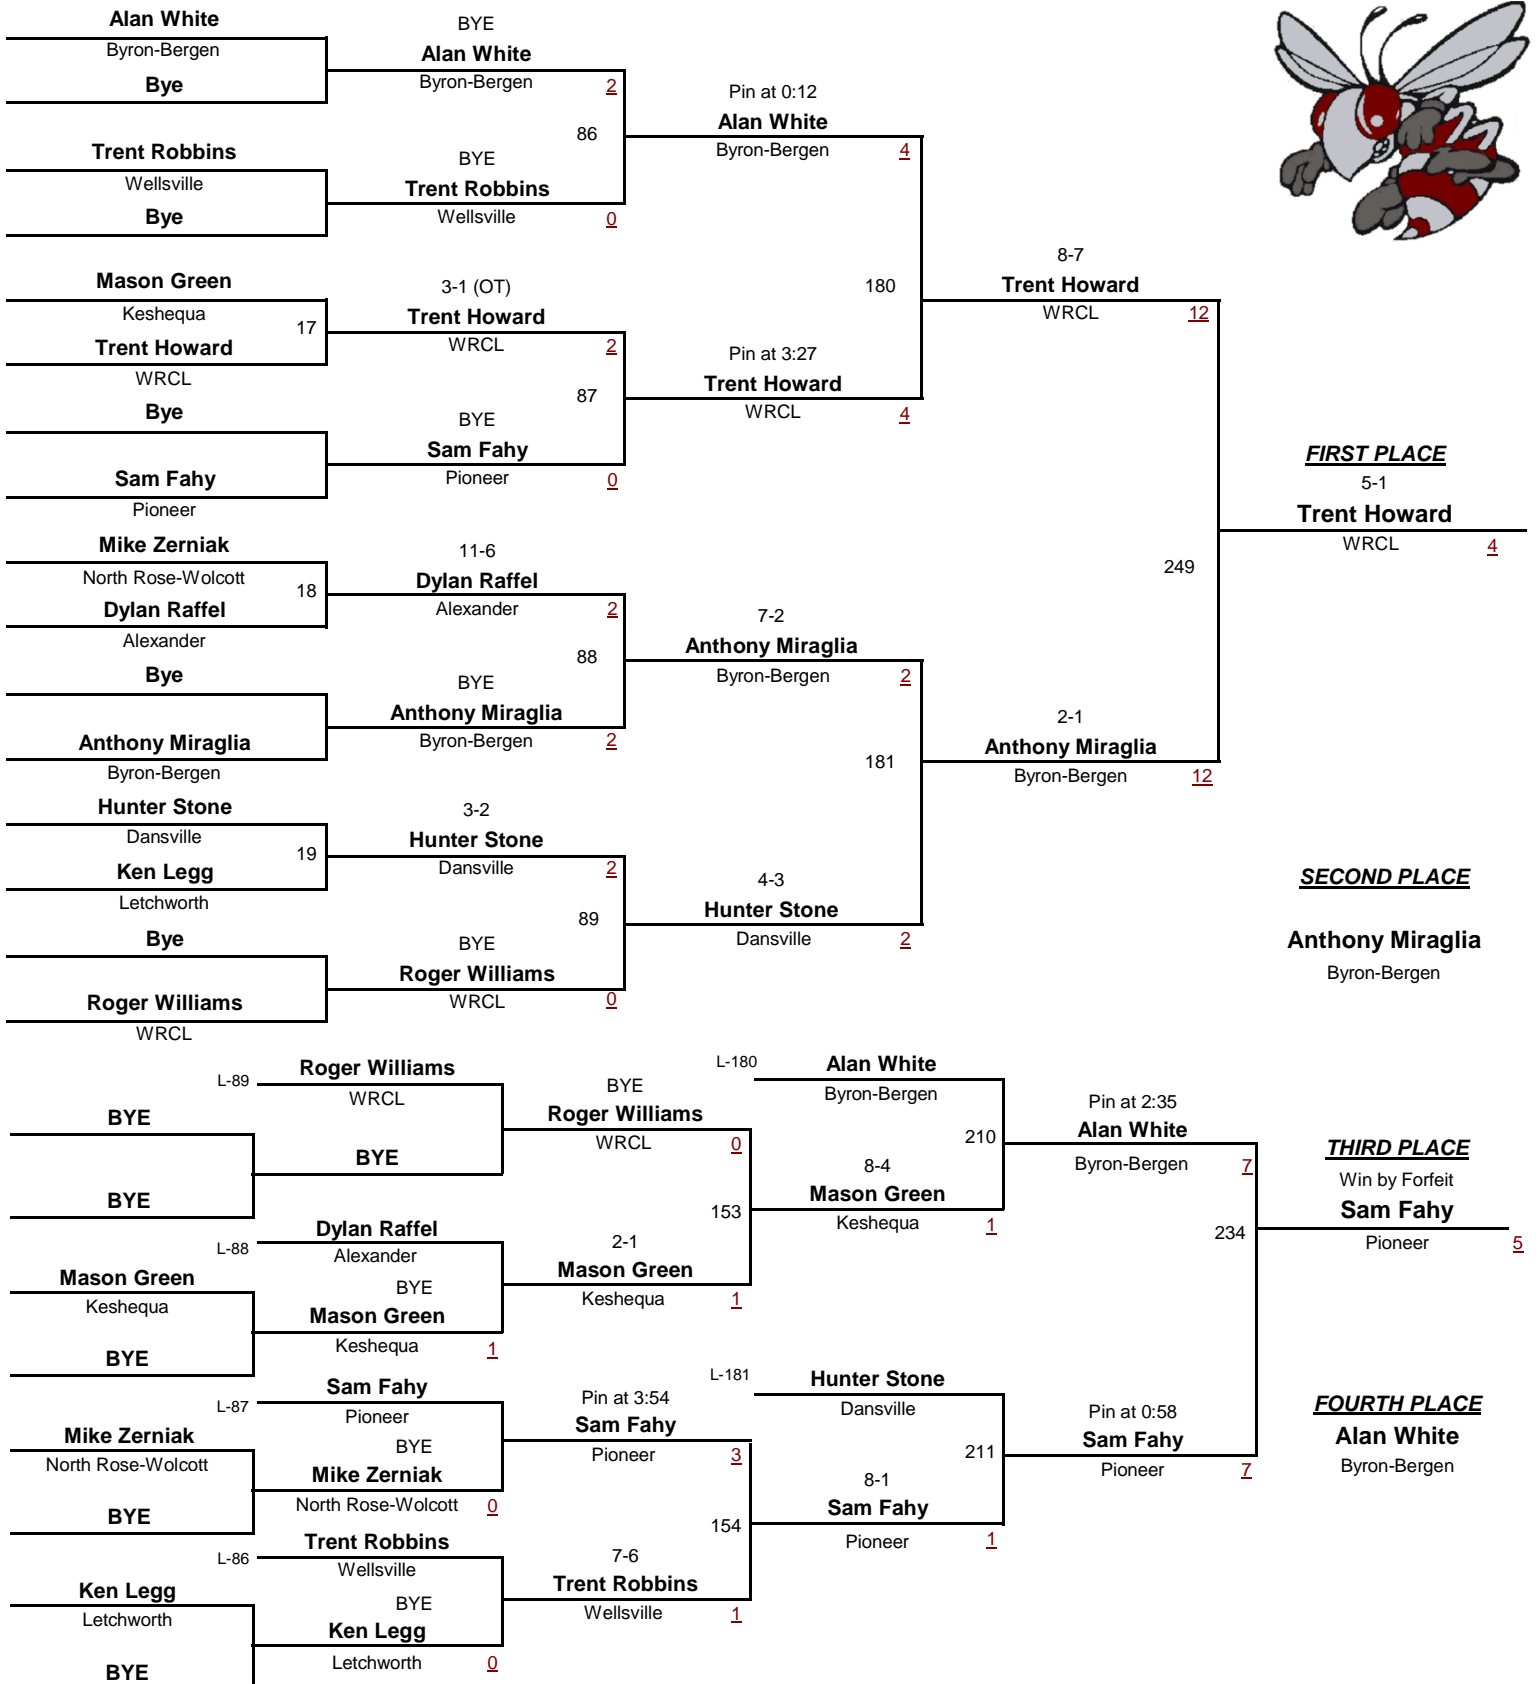 Alan White
Byron-Bergen
Bye
Trent Robbins
Wellsville
Bye
Mason Green
Keshequa
17
Trent Howard
WRCL
Bye
Sam Fahy
Pioneer
Mike Zerniak
North Rose-Wolcott
18
Dylan Raffel
Alexander
Bye
Anthony Miraglia
Byron-Bergen
Hunter Stone
Dansville
19
Ken Legg
Letchworth
Bye
Roger Williams
WRCL
BYE
Alan White
Byron-Bergen
2
86
BYE
Trent Robbins
Wellsville
0
3-1 (OT)
Trent Howard
WRCL
2
87
BYE
Sam Fahy
Pioneer
0
11-6
Dylan Raffel
Alexander
2
88
BYE
Anthony Miraglia
Byron-Bergen
2
3-2
Hunter Stone
Dansville
2
89
BYE
Roger Williams
WRCL
0
Pin at 0:12
Alan White
Byron-Bergen
4
180
Pin at 3:27
Trent Howard
WRCL
4
7-2
Anthony Miraglia
Byron-Bergen
2
181
4-3
Hunter Stone
Dansville
2
8-7
Trent Howard
WRCL
12
249
2-1
Anthony Miraglia
Byron-Bergen
12
FIRST PLACE
5-1
Trent Howard
WRCL
4
SECOND PLACE
Anthony Miraglia
Byron-Bergen
BYE
BYE
Mason Green
Keshequa
BYE
Mike Zerniak
North Rose-Wolcott
BYE
Ken Legg
Letchworth
BYE
L-89
Roger Williams
WRCL
BYE
L-88
Dylan Raffel
Alexander
BYE
Mason Green
Keshequa
1
L-87
Sam Fahy
Pioneer
BYE
Mike Zerniak
North Rose-Wolcott
0
L-86
Trent Robbins
Wellsville
BYE
Ken Legg
Letchworth
0
BYE
Roger Williams
WRCL
0
153
2-1
Mason Green
Keshequa
1
Pin at 3:54
Sam Fahy
Pioneer
3
154
7-6
Trent Robbins
Wellsville
1
L-180
Alan White
Byron-Bergen
210
8-4
Mason Green
Keshequa
1
L-181
Hunter Stone
Dansville
211
8-1
Sam Fahy
Pioneer
1
Pin at 2:35
Alan White
Byron-Bergen
7
234
Pin at 0:58
Sam Fahy
Pioneer
7
THIRD PLACE
Win by Forfeit
Sam Fahy
Pioneer
5
FOURTH PLACE
Alan White
Byron-Bergen